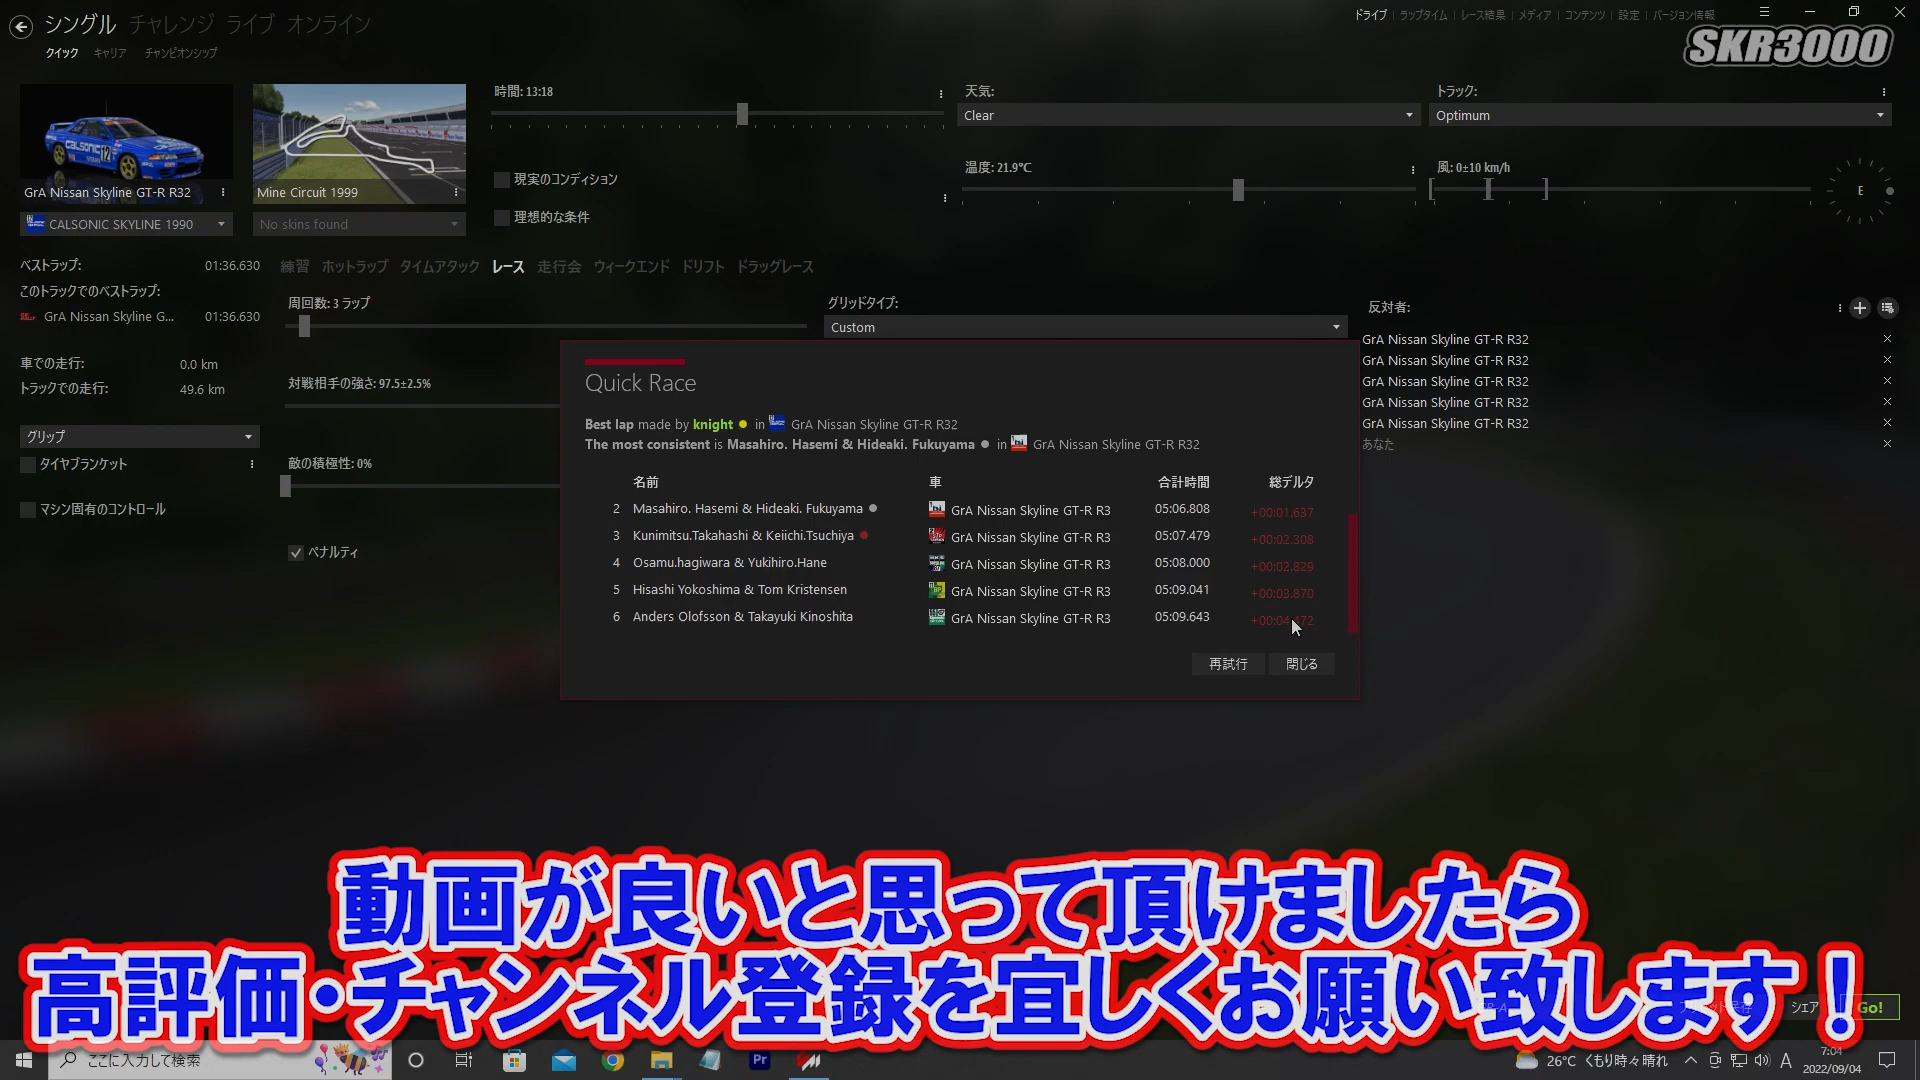 シングル チャレンジ ライブ オンライン
ドライブ | ラップタイム | レース結果 | メディア | コンテンツ | 設定 | バージョン情報
クイック キャリア チャンピオンシップ
SKR3000
GrA Nissan Skyline GT-R R32
CALSONIC SKYLINE 1990
Mine Circuit 1999
No skins found
時間: 13:18
天気:
Clear
トラック:
Optimum
現実のコンディション
理想的な条件
温度: 21.9°C
風: 0±10 km/h
E
ベストラップ: 01:36.630
このトラックでのベストラップ:
GrA Nissan Skyline G... 01:36.630
車での走行: 0.0 km
トラックでの走行: 49.6 km
グリップ
タイヤブランケット
マシン固有のコントロール
練習 ホットラップ タイムアタック レース 走行会 ウィークエンド ドリフト ドラッグレース
周回数: 3 ラップ
グリッドタイプ:
Custom
対戦相手の強さ: 97.5±2.5%
敵の積極性: 0%
ペナルティ
反対者:
GrA Nissan Skyline GT-R R32
GrA Nissan Skyline GT-R R32
GrA Nissan Skyline GT-R R32
GrA Nissan Skyline GT-R R32
GrA Nissan Skyline GT-R R32
あなた
Quick Race
Best lap made by knight in GrA Nissan Skyline GT-R R32
The most consistent is Masahiro. Hasemi & Hideaki. Fukuyama in GrA Nissan Skyline GT-R R32
名前 車 合計時間 総デルタ
2 Masahiro. Hasemi & Hideaki. Fukuyama GrA Nissan Skyline GT-R R3 05:06.808 +00:01.637
3 Kunimitsu.Takahashi & Keiichi.Tsuchiya GrA Nissan Skyline GT-R R3 05:07.479 +00:02.308
4 Osamu.hagiwara & Yukihiro.Hane GrA Nissan Skyline GT-R R3 05:08.000 +00:02.829
5 Hisashi Yokoshima & Tom Kristensen GrA Nissan Skyline GT-R R3 05:09.041 +00:03.870
6 Anders Olofsson & Takayuki Kinoshita GrA Nissan Skyline GT-R R3 05:09.643 +00:04.472
再試行 閉じる
動画が良いと思って頂けましたら
高評価・チャンネル登録を宜しくお願い致します！
シェア Go!
ここに入力して検索
Pr
26°C くもり時々晴れ
A
7:04
2022/09/04